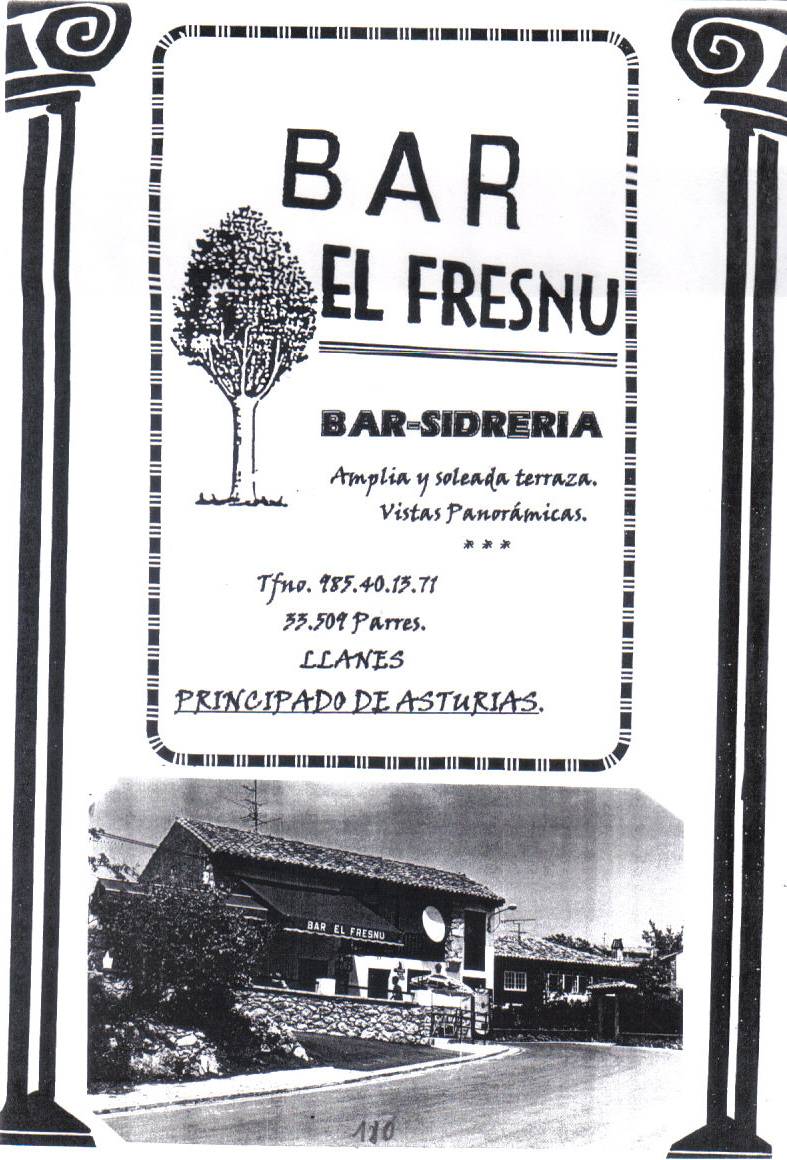 BAR
EL FRESNU
BAR-SIDRERIA
Amplia y soleada terraza.
Vistas Panorámicas.
* * *
Tfno. 985.40.13.71
33.509 Parres.
LLANES
PRINCIPADO DE ASTURIAS.
BAR EL FRESNU